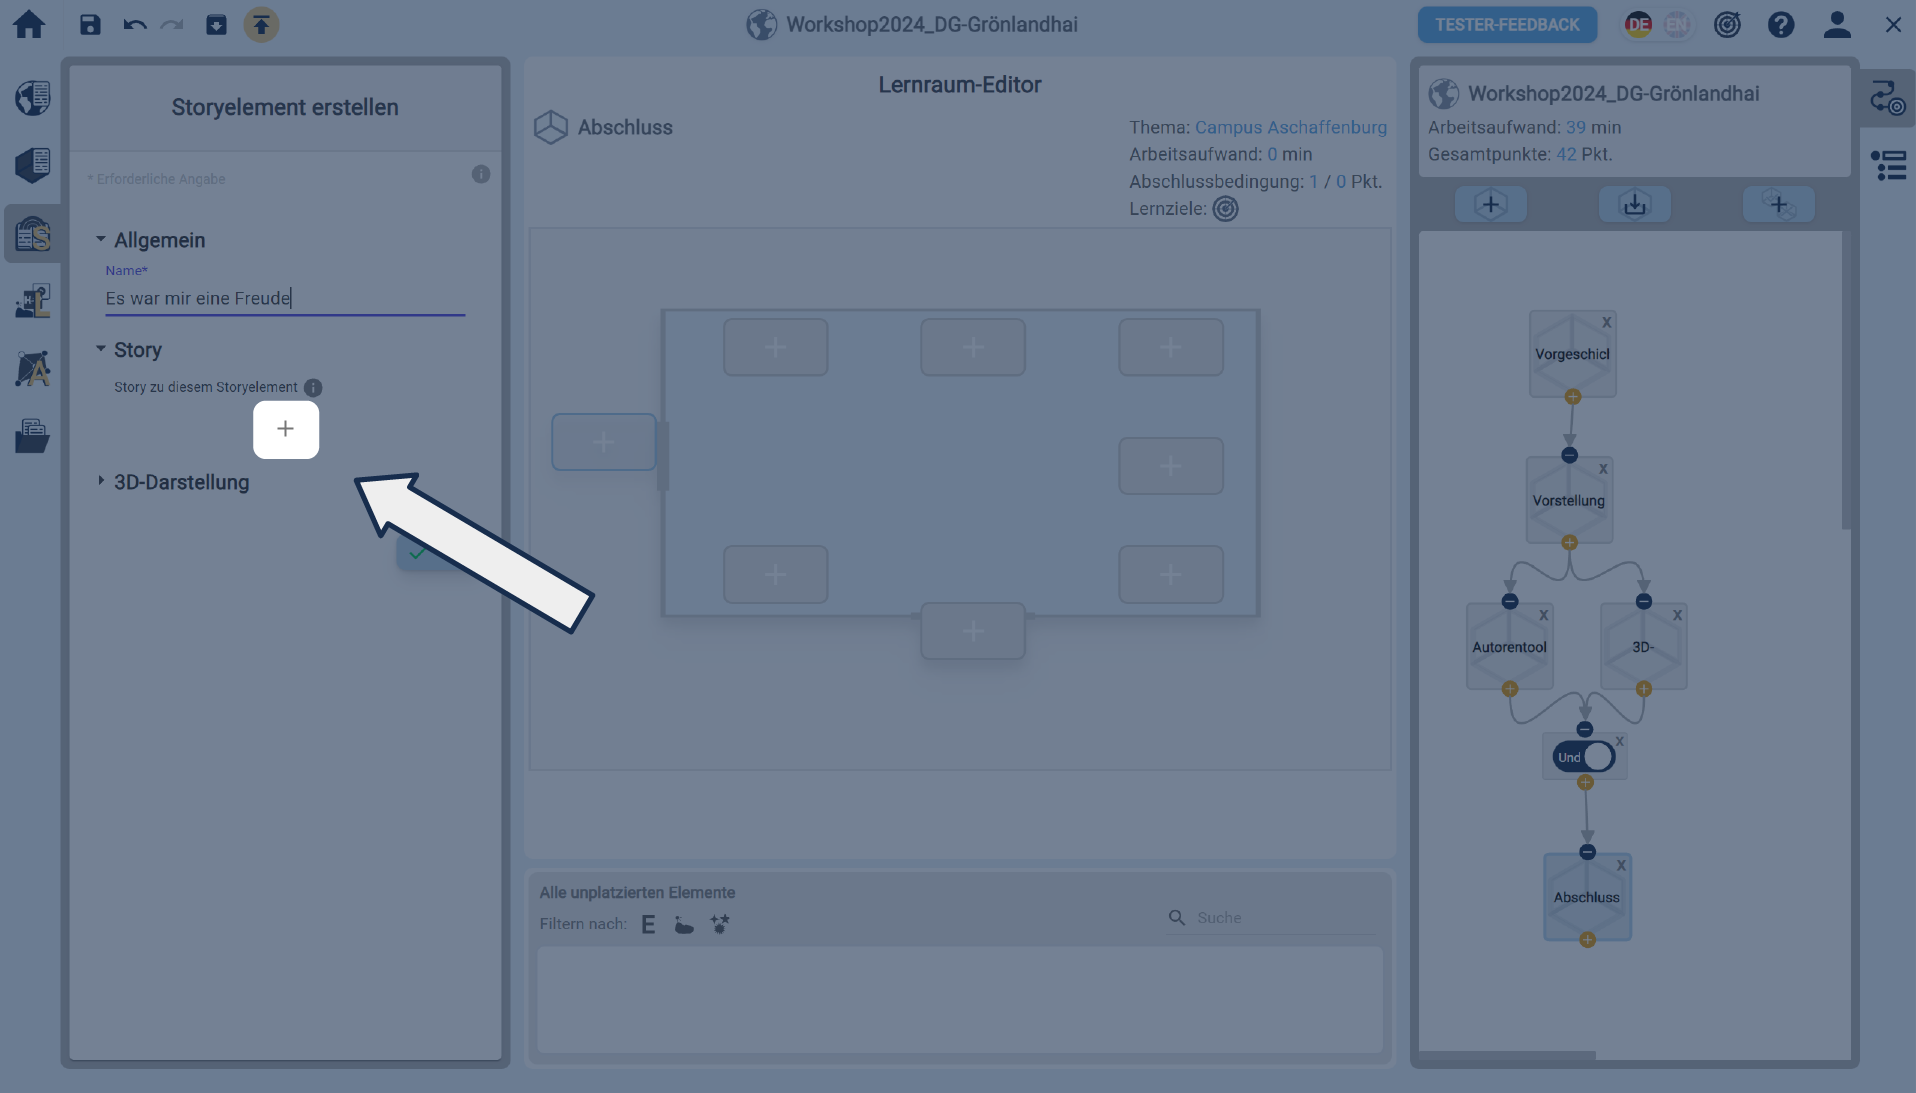 Workshop2024_DG-Grönlandhai
TESTER-FEEDBACK
DE
EN
Storyelement erstellen
* Erforderliche Angabe
Allgemein
Name*
Es war mir eine Freude
Story
Story zu diesem Storyelement
3D-Darstellung
Lernraum-Editor
Abschluss
Thema: Campus Aschaffenburg
Arbeitsaufwand: 0 min
Abschlussbedingung: 1 / 0 Pkt.
Lernziele:
Alle unplatzierten Elemente
Filtern nach: E
Suche
Workshop2024_DG-Grönlandhai
Arbeitsaufwand: 39 min
Gesamtpunkte: 42 Pkt.
X
Vorgeschicl
X
Vorstellung
X
Autorentool
X
3D-
X
Und
X
Abschluss